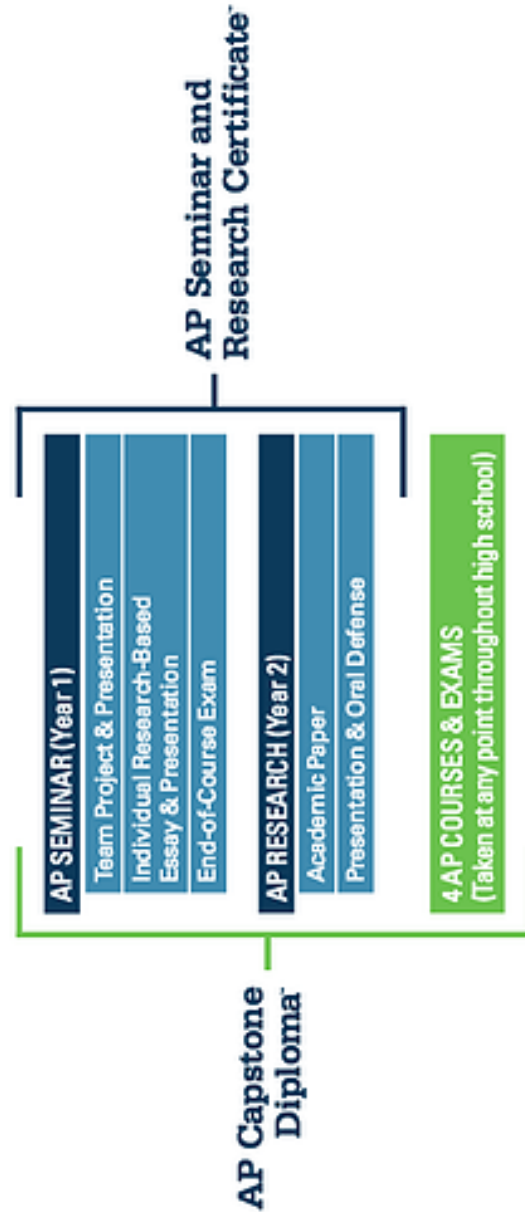 AP Capstone
Diploma™
AP SEMINAR (Year 1)
Team Project & Presentation
Individual Research-Based
Essay & Presentation
End-of-Course Exam
AP RESEARCH (Year 2)
Academic Paper
Presentation & Oral Defense
4 AP COURSES & EXAMS
(Taken at any point throughout high school)
AP Seminar and
Research Certificate™